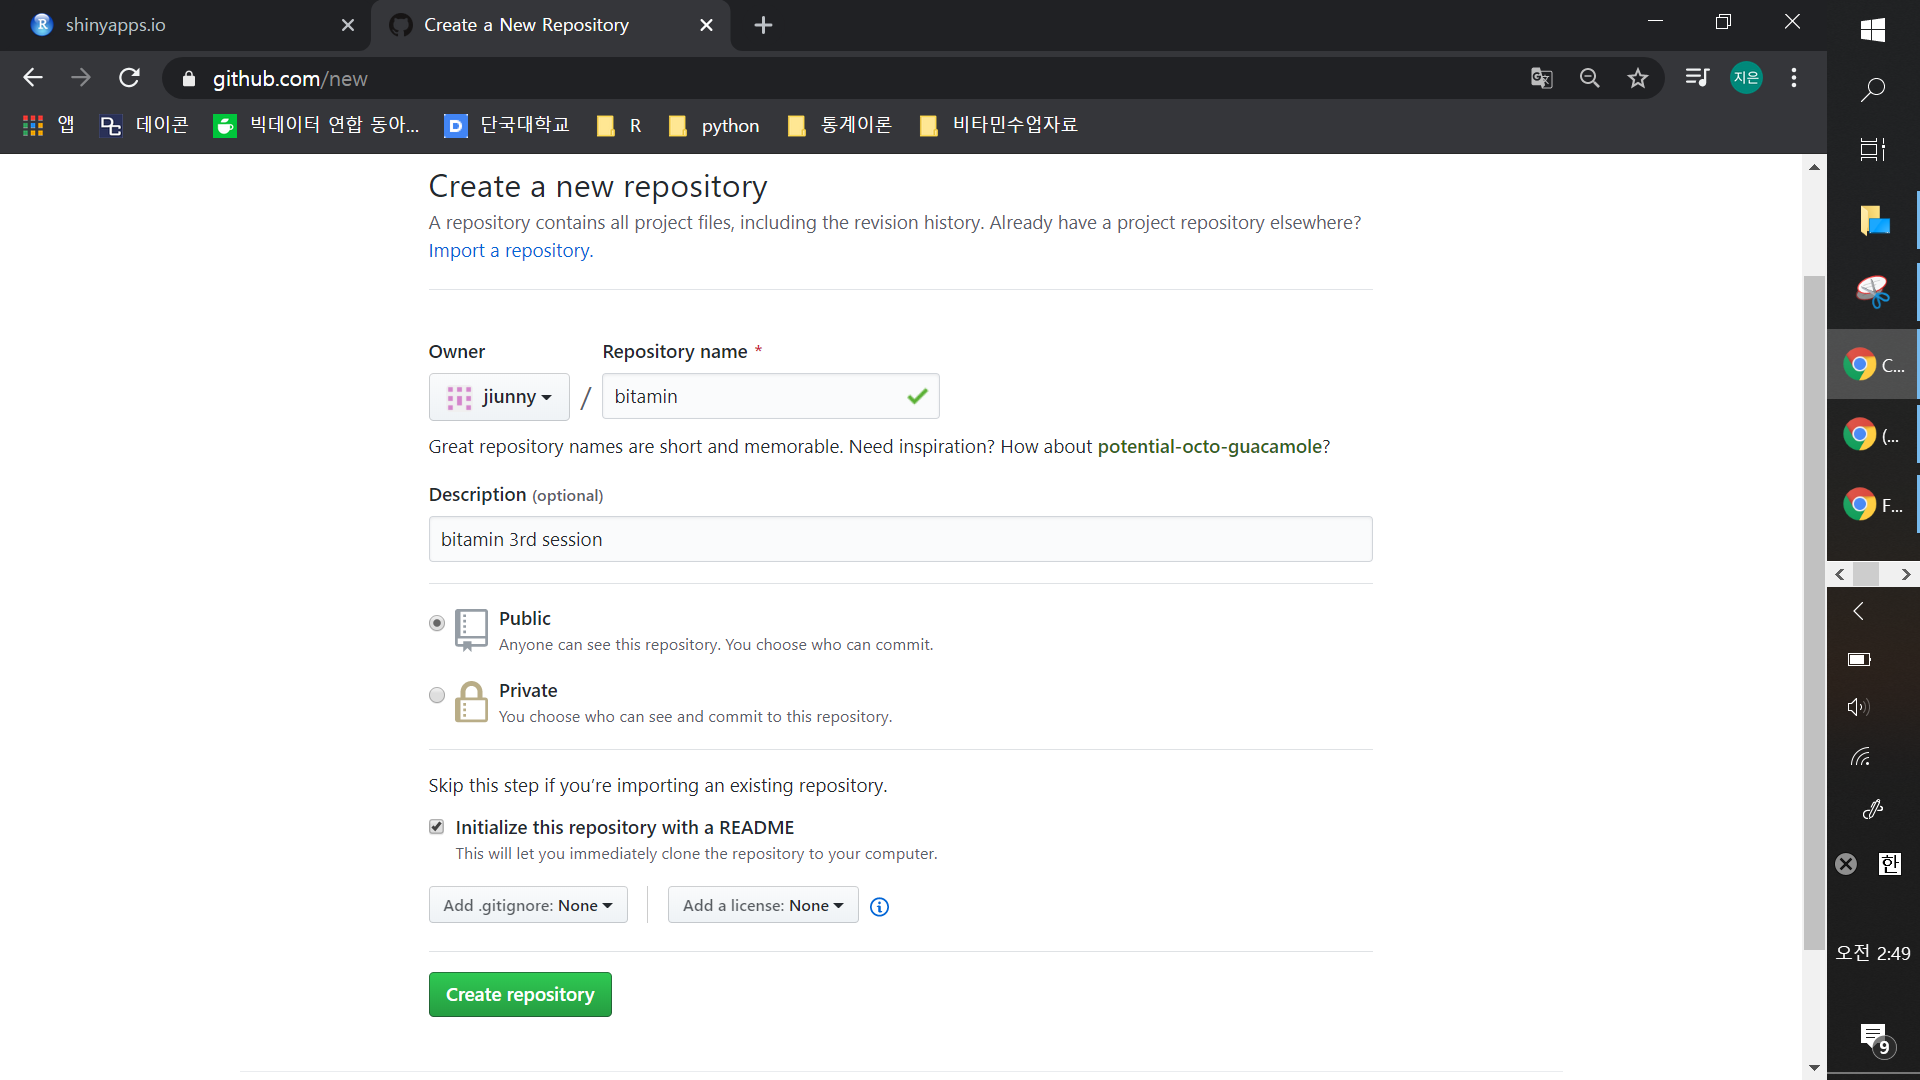 shinyapps.io
Create a New Repository
github.com/new
지은
앱
데이콘
빅데이터 연합 동아...
단국대학교
R
python
통계이론
비타민수업자료
Create a new repository
A repository contains all project files, including the revision history. Already have a project repository elsewhere?
Import a repository.
Owner
Repository name *
jiunny
/
bitamin
Great repository names are short and memorable. Need inspiration? How about potential-octo-guacamole?
Description (optional)
bitamin 3rd session
Public
Anyone can see this repository. You choose who can commit.
Private
You choose who can see and commit to this repository.
Skip this step if you’re importing an existing repository.
Initialize this repository with a README
This will let you immediately clone the repository to your computer.
Add .gitignore: None
Add a license: None
Create repository
C...
(...
F...
한
오전 2:49
9